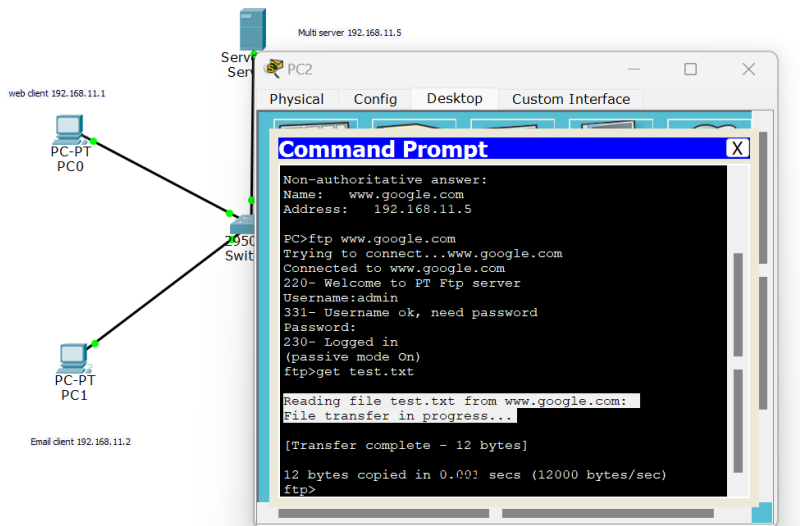 Multi server 192.168.11.5
Serv
Serv
web client 192.168.11.1
PC-PT
PC0
2950
Swit
PC-PT
PC1
Email client 192.168.11.2
PC2
Physical Config Desktop Custom Interface
Command Prompt
X
Non-authoritative answer:
Name: www.google.com
Address: 192.168.11.5
PC>ftp www.google.com
Trying to connect...www.google.com
Connected to www.google.com
220- Welcome to PT Ftp server
Username:admin
331- Username ok, need password
Password:
230- Logged in
(passive mode On)
ftp>get test.txt
Reading file test.txt from www.google.com:
File transfer in progress...
[Transfer complete - 12 bytes]
12 bytes copied in 0.001 secs (12000 bytes/sec)
ftp>